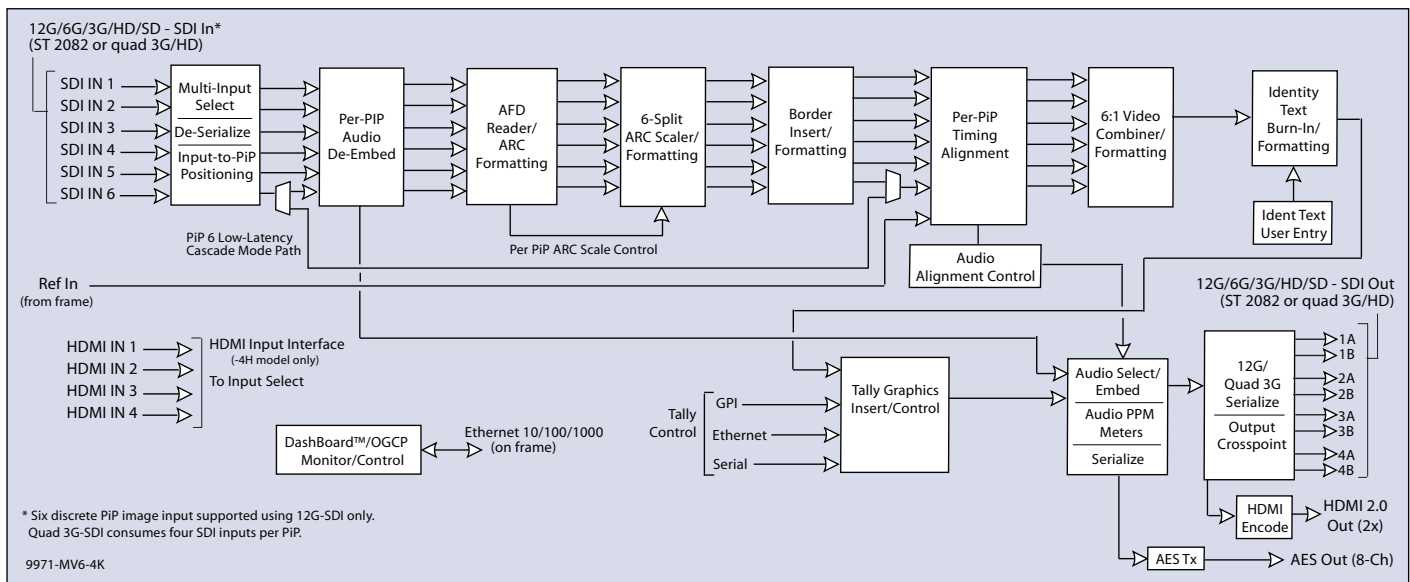 12G/6G/3G/HD/SD - SDI In*
(ST 2082 or quad 3G/HD)
SDI IN 1
SDI IN 2
SDI IN 3
SDI IN 4
SDI IN 5
SDI IN 6
Multi-Input
Select
De-Serialize
Input-to-PiP
Positioning
Per-PIP
Audio
De-Embed
AFD
Reader/
ARC
Formatting
6-Split
ARC Scaler/
Formatting
Border
Insert/
Formatting
Per-PiP
Timing
Alignment
6:1 Video
Combiner/
Formatting
Identity
Text
Burn-In/
Formatting
Ident Text
User Entry
PiP 6 Low-Latency
Cascade Mode Path
Per PiP ARC Scale Control
Audio
Alignment Control
Ref In
(from frame)
12G/6G/3G/HD/SD - SDI Out
(ST 2082 or quad 3G/HD)
HDMI IN 1
HDMI IN 2
HDMI IN 3
HDMI IN 4
HDMI Input Interface
(-4H model only)
To Input Select
DashBoard™/OGCP
Monitor/Control
Ethernet 10/100/1000
(on frame)
Tally
Control
GPI
Ethernet
Serial
Tally Graphics
Insert/Control
Audio Select/
Embed
Audio PPM
Meters
Serialize
12G/
Quad 3G
Serialize
Output
Crosspoint
1A
1B
2A
2B
3A
3B
4A
4B
HDMI
Encode
HDMI 2.0
Out (2x)
AES Tx
AES Out (8-Ch)
* Six discrete PiP image input supported using 12G-SDI only.
Quad 3G-SDI consumes four SDI inputs per PiP.
9971-MV6-4K